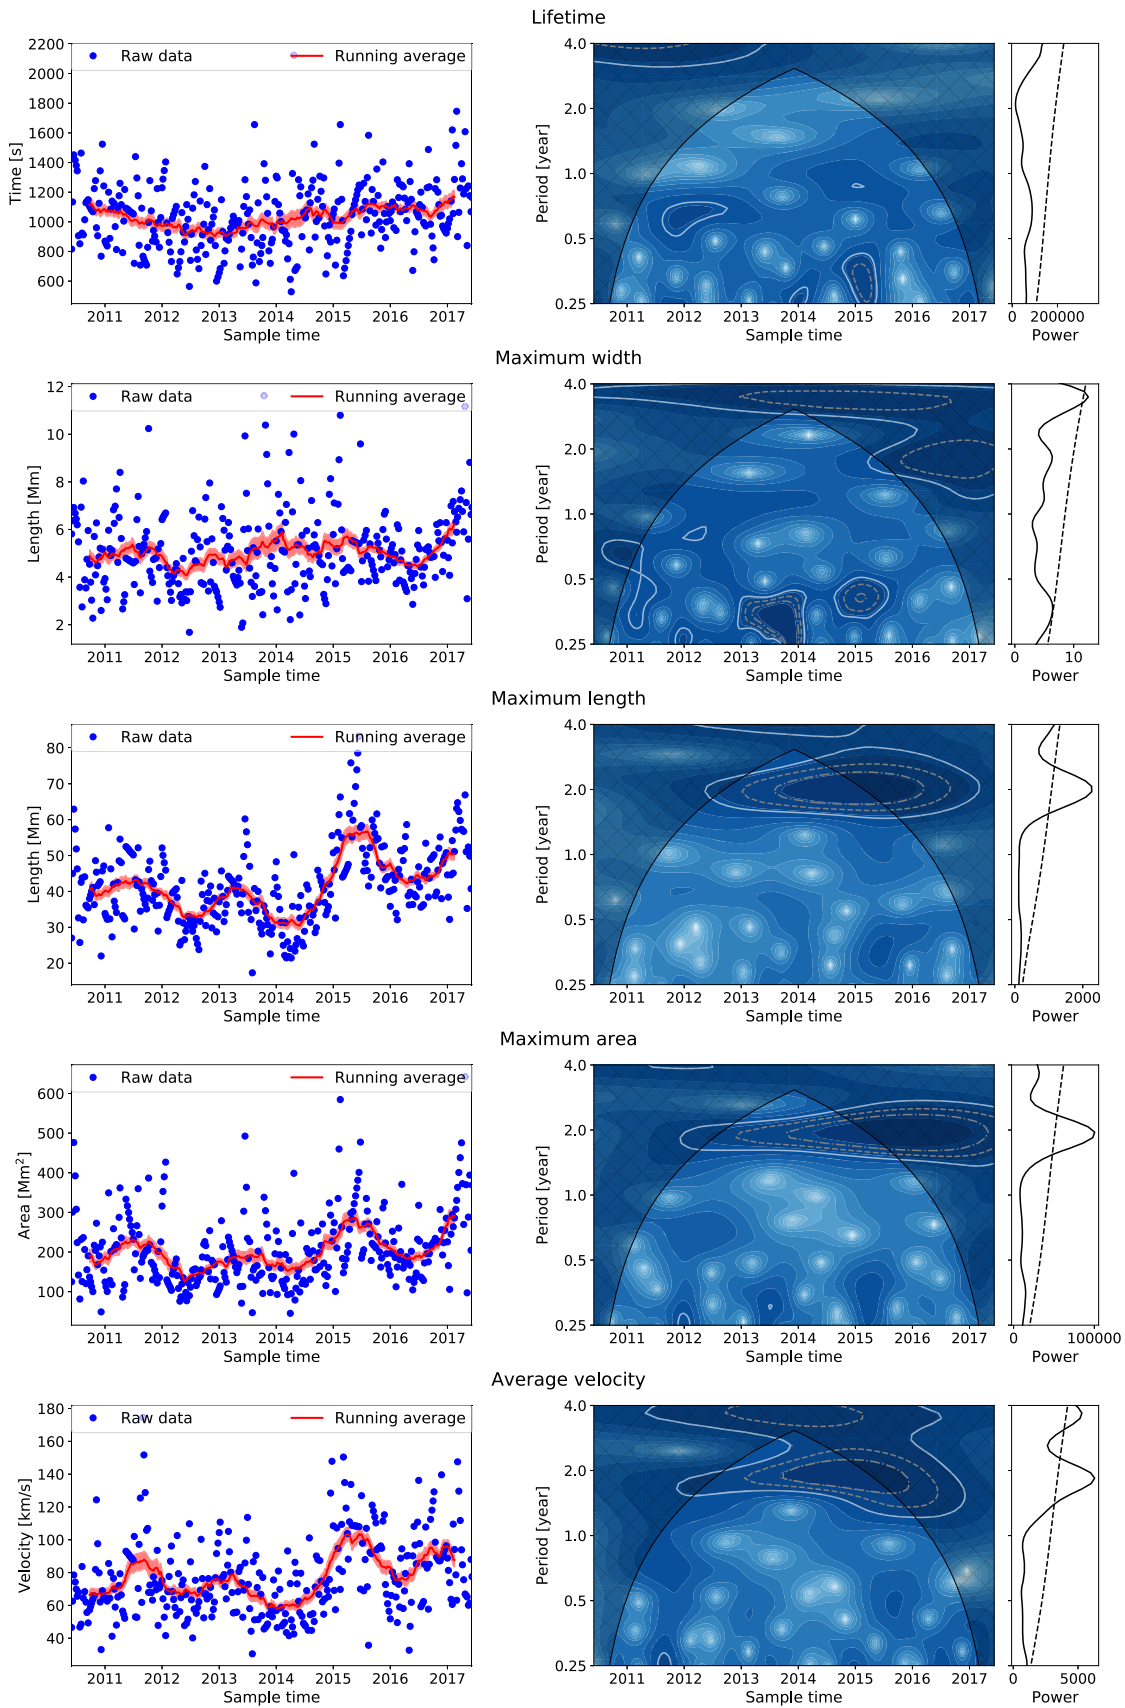 Lifetime
2200
2000
1800
1600
1400
1200
1000
800
600
Time [s]
Raw data
Running average
2011 2012 2013 2014 2015 2016 2017
Sample time
4.0
2.0
1.0
0.5
0.25
Period [year]
2011 2012 2013 2014 2015 2016 2017
Sample time
0 200000
Power
Maximum width
12
10
8
6
4
2
Length [Mm]
Raw data
Running average
2011 2012 2013 2014 2015 2016 2017
Sample time
4.0
2.0
1.0
0.5
0.25
Period [year]
2011 2012 2013 2014 2015 2016 2017
Sample time
0 10
Power
Maximum length
80
70
60
50
40
30
20
Length [Mm]
Raw data
Running average
2011 2012 2013 2014 2015 2016 2017
Sample time
4.0
2.0
1.0
0.5
0.25
Period [year]
2011 2012 2013 2014 2015 2016 2017
Sample time
0 2000
Power
Maximum area
600
500
400
300
200
100
Area [Mm²]
Raw data
Running average
2011 2012 2013 2014 2015 2016 2017
Sample time
4.0
2.0
1.0
0.5
0.25
Period [year]
2011 2012 2013 2014 2015 2016 2017
Sample time
0 100000
Power
Average velocity
180
160
140
120
100
80
60
40
Velocity [km/s]
Raw data
Running average
2011 2012 2013 2014 2015 2016 2017
Sample time
4.0
2.0
1.0
0.5
0.25
Period [year]
2011 2012 2013 2014 2015 2016 2017
Sample time
0 5000
Power